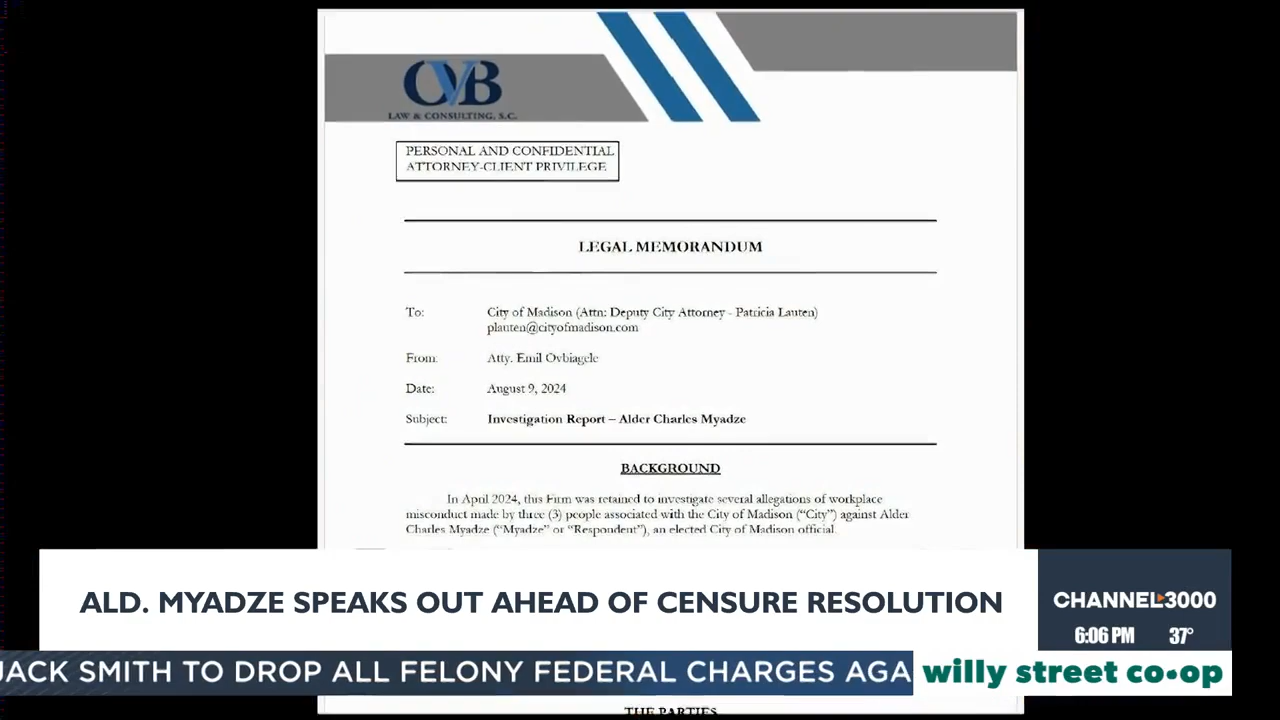 OVB
LAW & CONSULTING, S.C.
PERSONAL AND CONFIDENTIAL
ATTORNEY-CLIENT PRIVILEGE
LEGAL MEMORANDUM
To: City of Madison (Attn: Deputy City Attorney - Patricia Lauten)
plauten@cityofmadison.com
From: Atty. Emil Ovbiagele
Date: August 9, 2024
Subject: Investigation Report – Alder Charles Myadze
BACKGROUND
In April 2024, this Firm was retained to investigate several allegations of workplace
misconduct made by three (3) people associated with the City of Madison (“City”) against Alder
Charles Myadze (“Myadze” or “Respondent”), an elected City of Madison official.
ALD. MYADZE SPEAKS OUT AHEAD OF CENSURE RESOLUTION
CHANNEL3000
6:06 PM 37°
JACK SMITH TO DROP ALL FELONY FEDERAL CHARGES AGA
willy street co•op
THE PARTIES